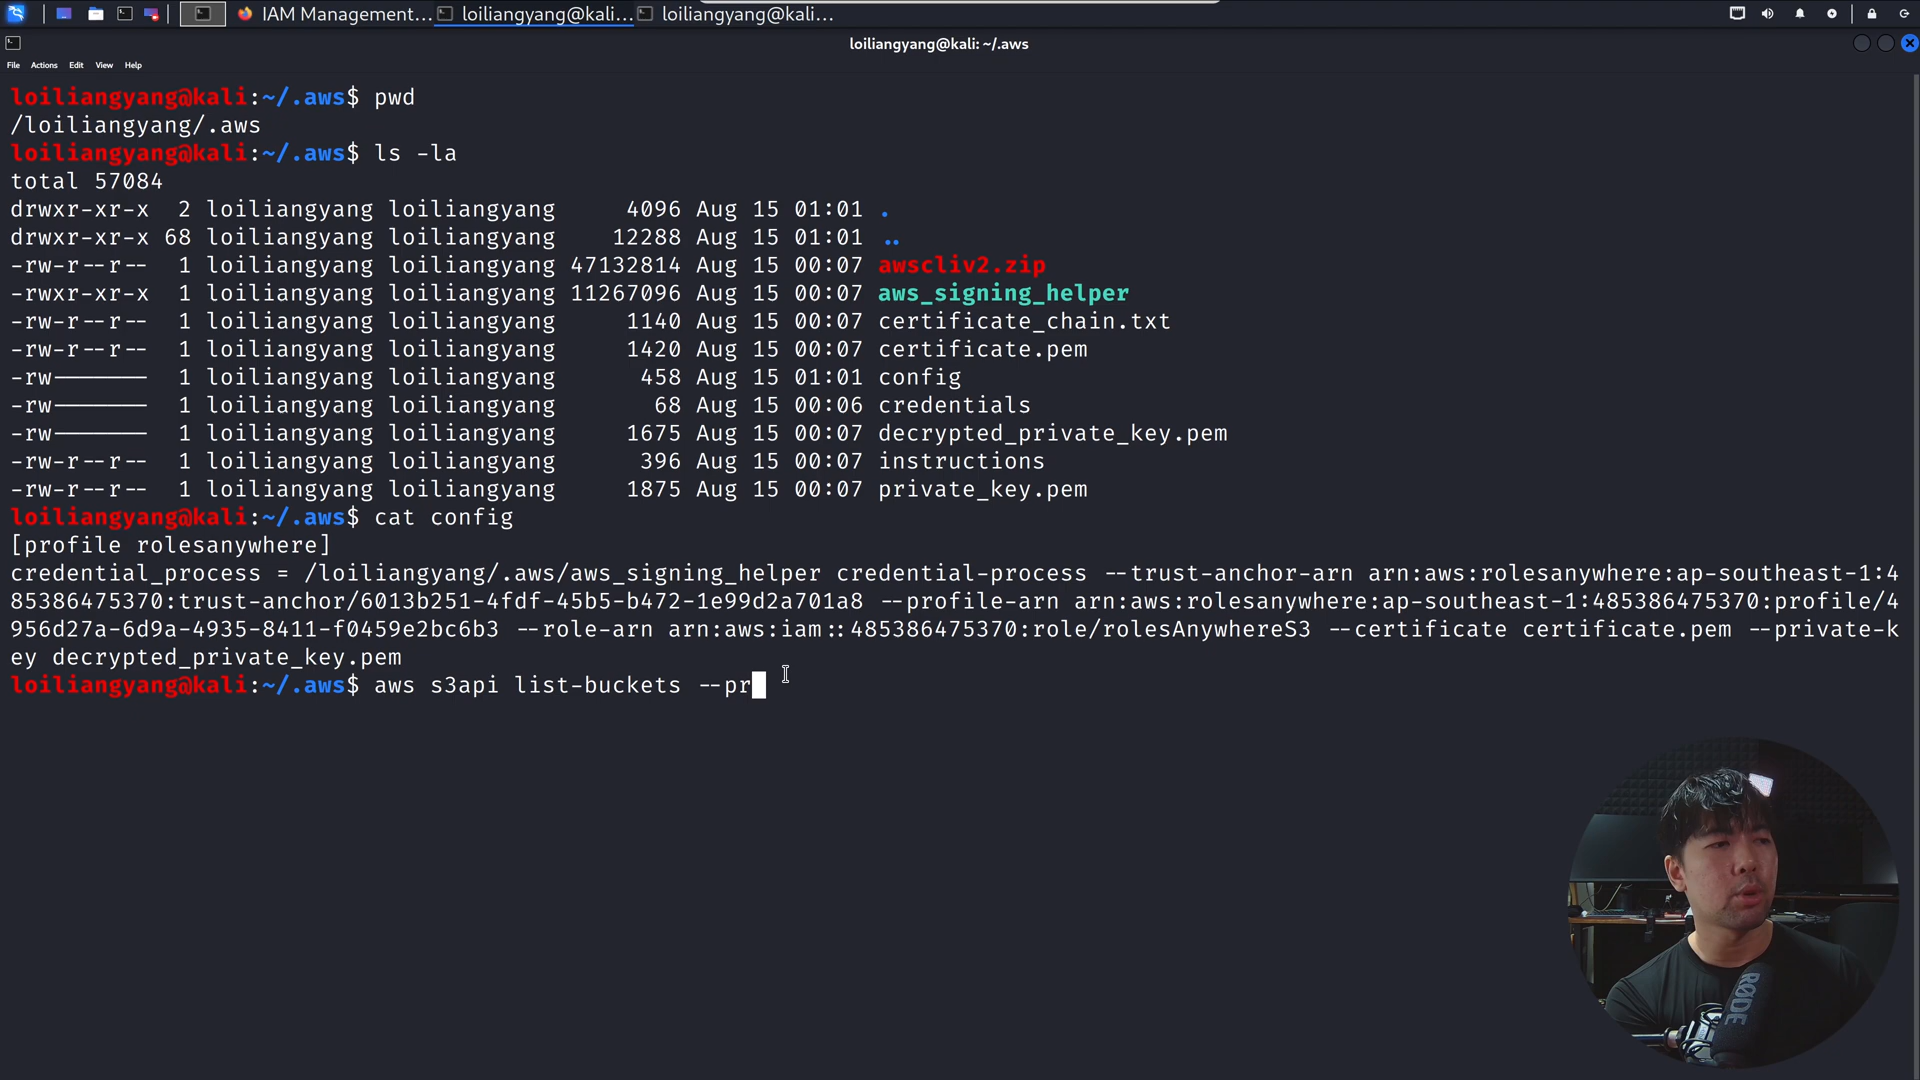 IAM Management...
loiliangyang@kali...
loiliangyang@kali...
loiliangyang@kali: ~/.aws
File Actions Edit View Help
loiliangyang@kali:~/.aws$ pwd
/loiliangyang/.aws
loiliangyang@kali:~/.aws$ ls -la
total 57084
drwxr-xr-x 2 loiliangyang loiliangyang 4096 Aug 15 01:01 .
drwxr-xr-x 68 loiliangyang loiliangyang 12288 Aug 15 01:01 ..
-rw-r--r-- 1 loiliangyang loiliangyang 47132814 Aug 15 00:07 awscliv2.zip
-rwxr-xr-x 1 loiliangyang loiliangyang 11267096 Aug 15 00:07 aws_signing_helper
-rw-r--r-- 1 loiliangyang loiliangyang 1140 Aug 15 00:07 certificate_chain.txt
-rw-r--r-- 1 loiliangyang loiliangyang 1420 Aug 15 00:07 certificate.pem
-rw------- 1 loiliangyang loiliangyang 458 Aug 15 01:01 config
-rw------- 1 loiliangyang loiliangyang 68 Aug 15 00:06 credentials
-rw------- 1 loiliangyang loiliangyang 1675 Aug 15 00:07 decrypted_private_key.pem
-rw-r--r-- 1 loiliangyang loiliangyang 396 Aug 15 00:07 instructions
-rw-r--r-- 1 loiliangyang loiliangyang 1875 Aug 15 00:07 private_key.pem
loiliangyang@kali:~/.aws$ cat config
[profile rolesanywhere]
credential_process = /loiliangyang/.aws/aws_signing_helper credential-process --trust-anchor-arn arn:aws:rolesanywhere:ap-southeast-1:4
85386475370:trust-anchor/6013b251-4fdf-45b5-b472-1e99d2a701a8 --profile-arn arn:aws:rolesanywhere:ap-southeast-1:485386475370:profile/4
956d27a-6d9a-4935-8411-f0459e2bc6b3 --role-arn arn:aws:iam::485386475370:role/rolesAnywhereS3 --certificate certificate.pem --private-k
ey decrypted_private_key.pem
loiliangyang@kali:~/.aws$ aws s3api list-buckets --pr
RØDE